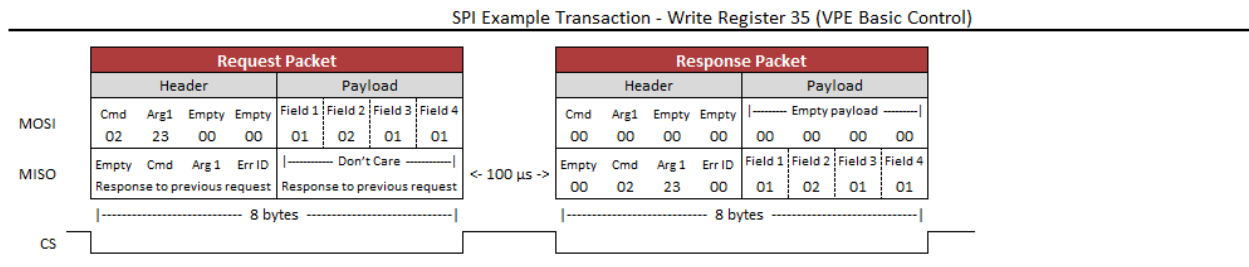 SPI Example Transaction - Write Register 35 (VPE Basic Control)
Request Packet Response Packet
Header Payload Header Payload
MOSI Cmd Arg1 Empty Empty Field 1 Field 2 Field 3 Field 4 Cmd Arg1 Empty Empty |-------- Empty payload --------|
02 23 00 00 01 02 01 01 00 00 00 00 00 00 00 00
MISO Empty Cmd Arg 1 Err ID |----------- Don't Care -----------| <- 100 µs -> Empty Cmd Arg 1 Err ID Field 1 Field 2 Field 3 Field 4
Response to previous request Response to previous request 00 02 23 00 01 02 01 01
|---------------------------- 8 bytes -----------------------------| |---------------------------- 8 bytes -----------------------------|
CS